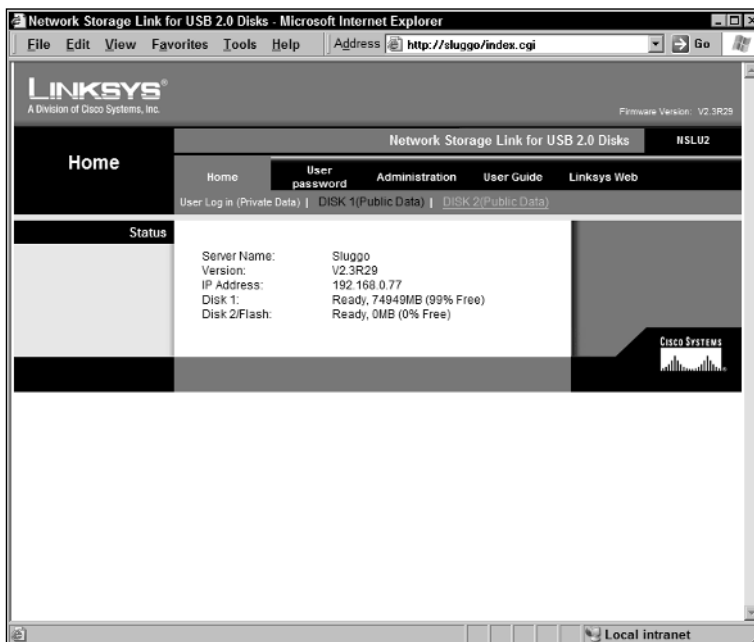 Network Storage Link for USB 2.0 Disks - Microsoft Internet Explorer
File Edit View Favorites Tools Help Address http://sluggo/index.cgi Go
LINKSYS®
A Division of Cisco Systems, Inc.
Firmware Version: V2.3R29
Network Storage Link for USB 2.0 Disks NSLU2
Home
Home User password Administration User Guide Linksys Web
User Log in (Private Data) | DISK 1(Public Data) | DISK 2(Public Data)
Status
Server Name: Sluggo
Version: V2.3R29
IP Address: 192.168.0.77
Disk 1: Ready, 74949MB (99% Free)
Disk 2/Flash: Ready, 0MB (0% Free)
CISCO SYSTEMS
Local intranet